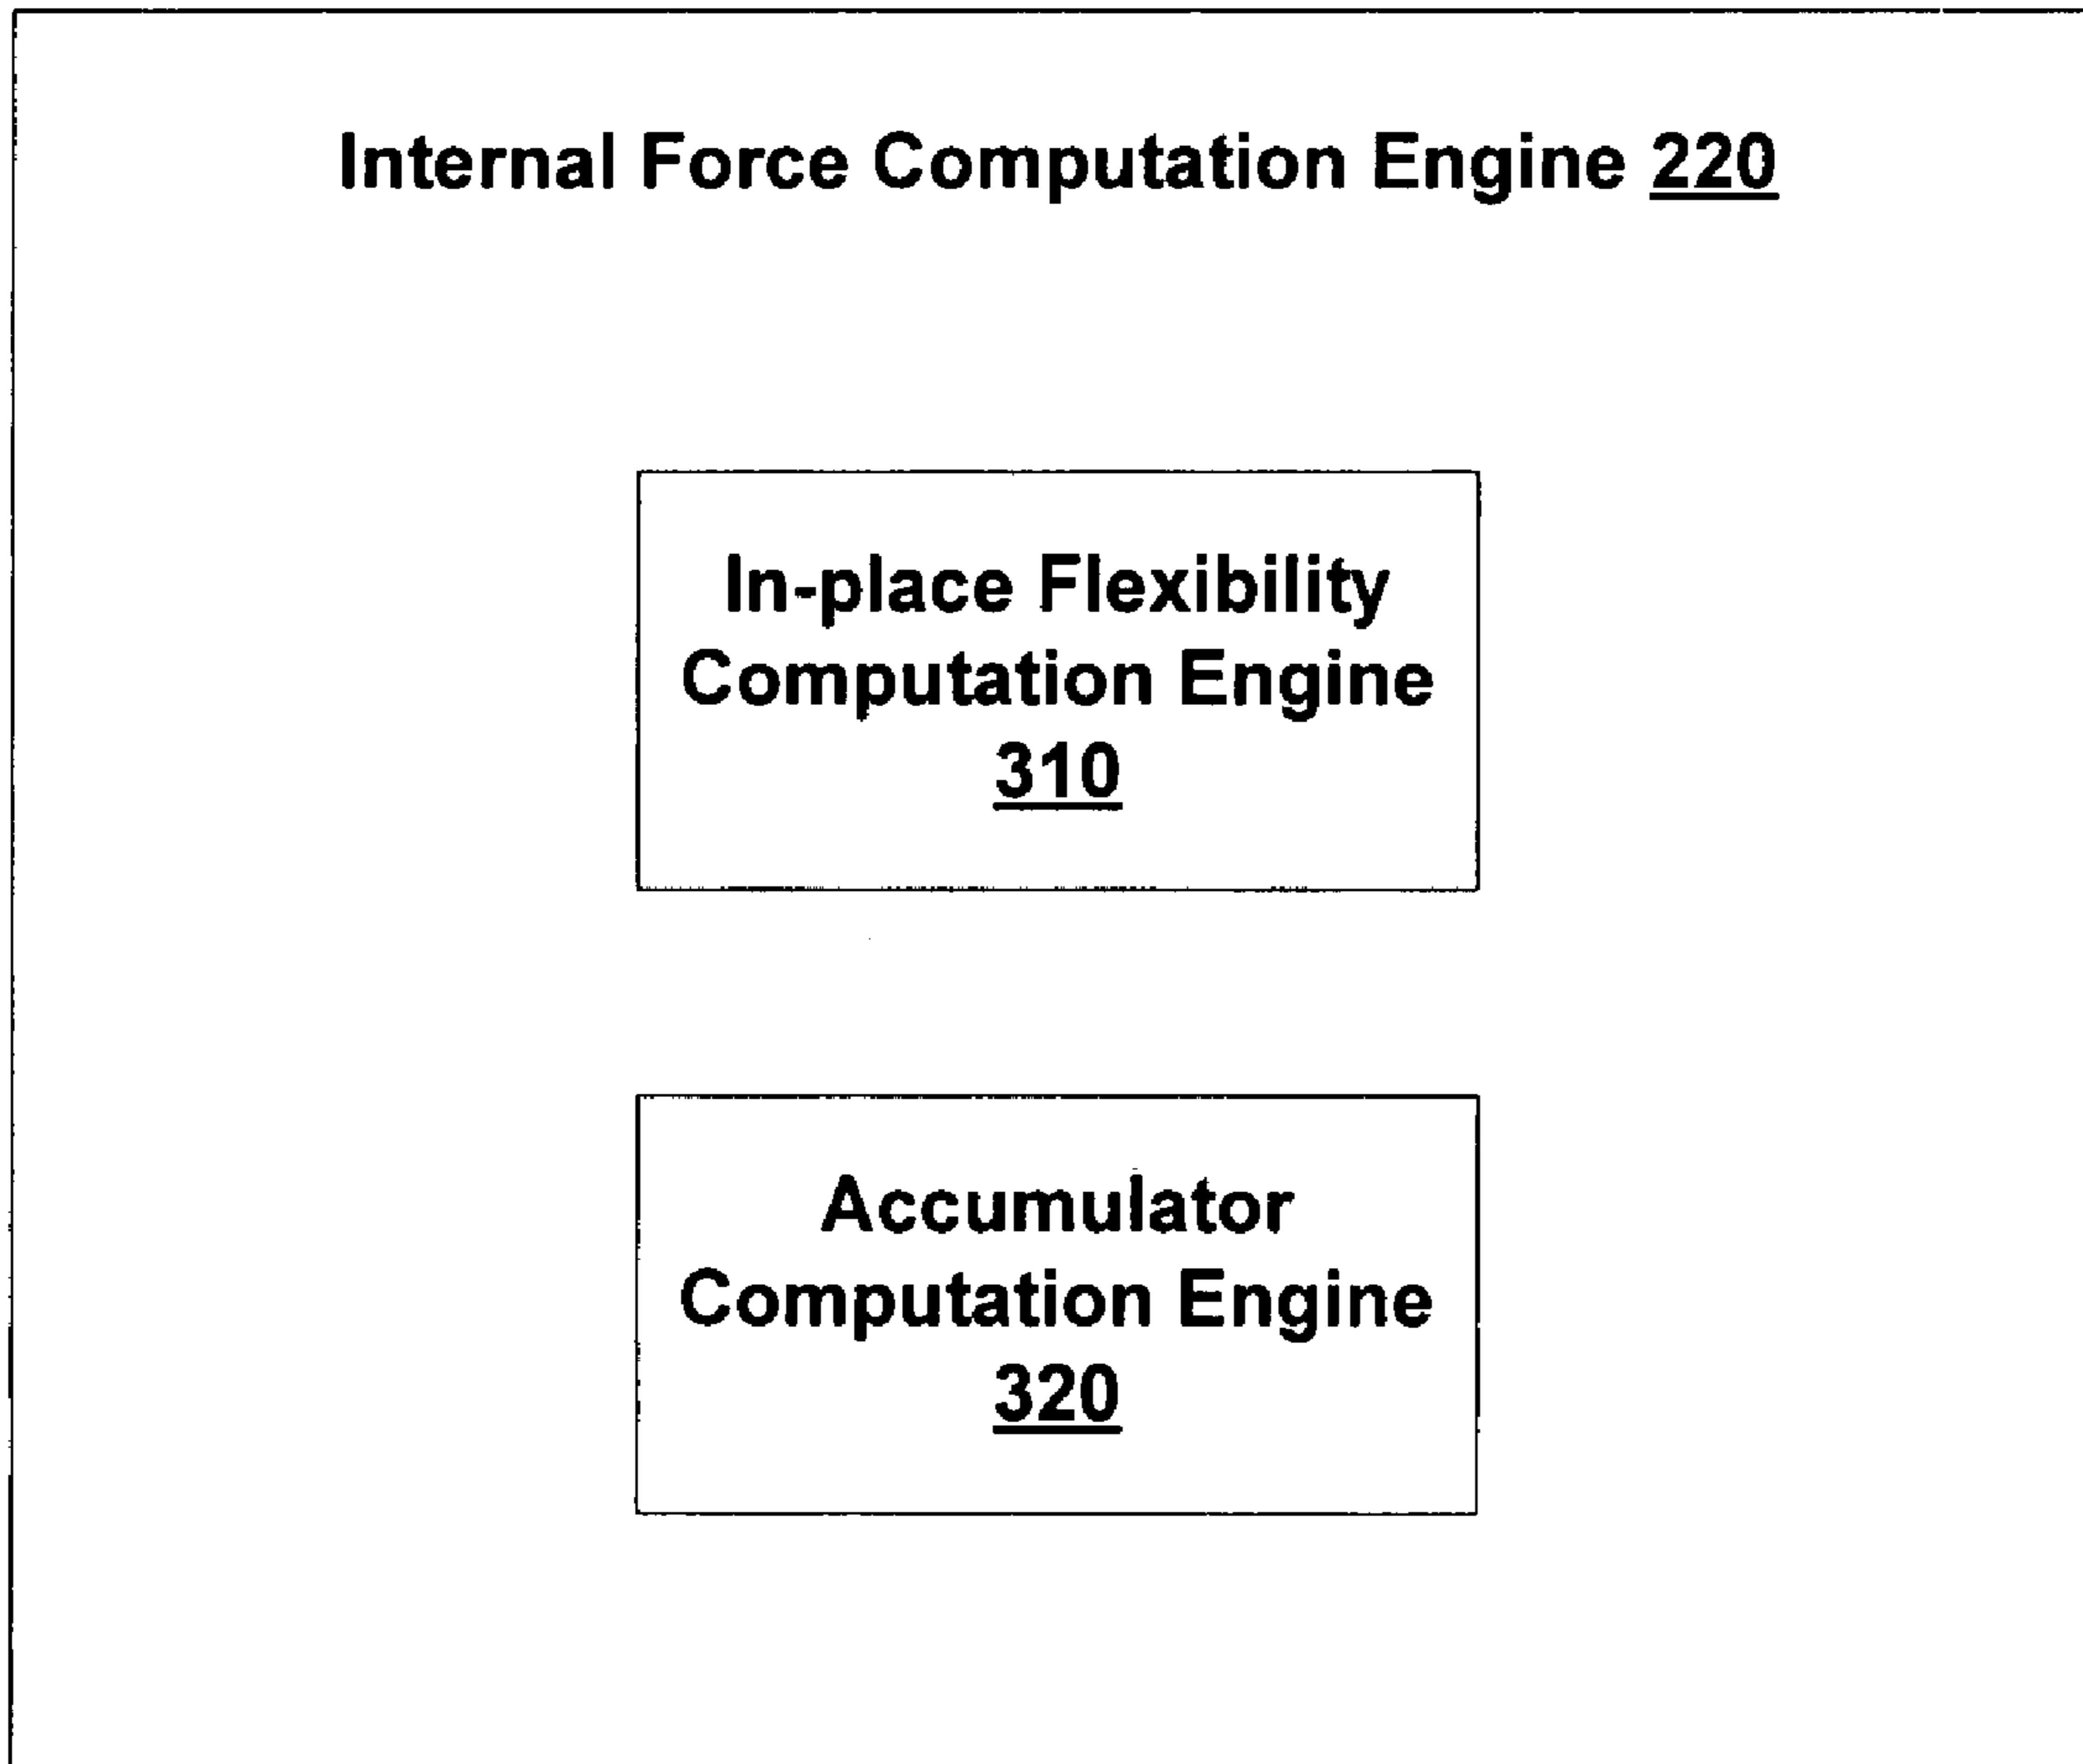 Internal Force Computation Engine 220
In-place Flexibility
Computation Engine
310
Accumulator
Computation Engine
320